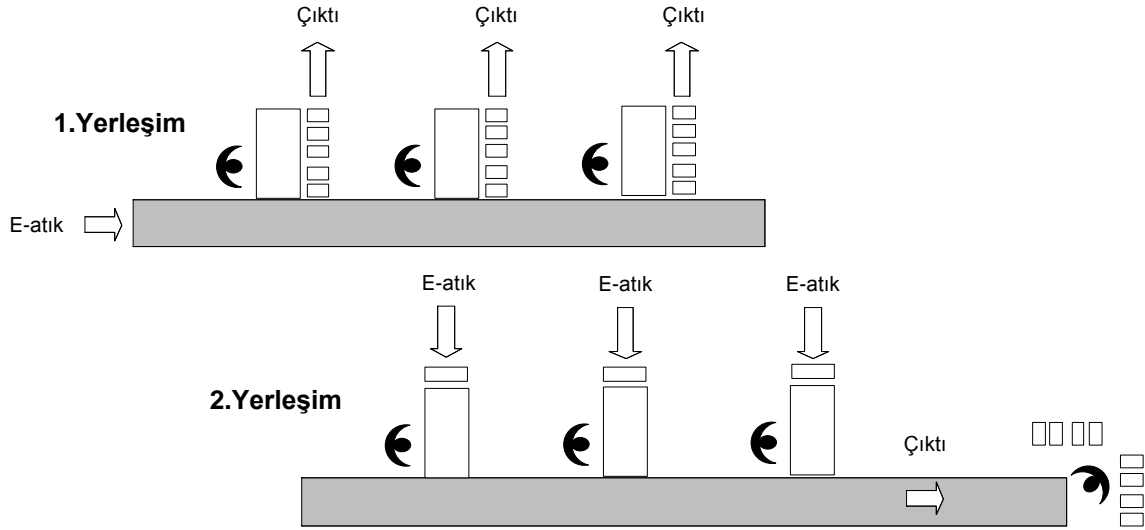 Çıktı Çıktı Çıktı
1.Yerleşim
E-atık
E-atık E-atık E-atık
2.Yerleşim
Çıktı